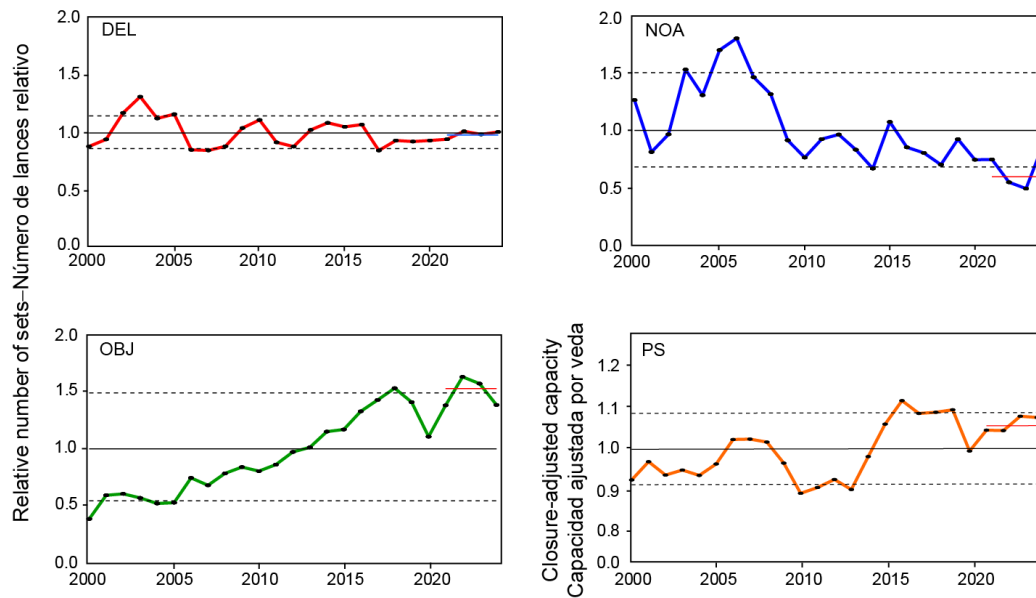 Relative number of sets–Número de lances relativo
DEL
2.0
1.5
1.0
0.5
0.0
2000 2005 2010 2015 2020
NOA
2.0
1.5
1.0
0.5
0.0
2000 2005 2010 2015 2020
OBJ
2.0
1.5
1.0
0.5
0.0
2000 2005 2010 2015 2020
Closure-adjusted capacity
Capacidad ajustada por veda
PS
1.2
1.1
1.0
0.9
0.8
0.0
2000 2005 2010 2015 2020